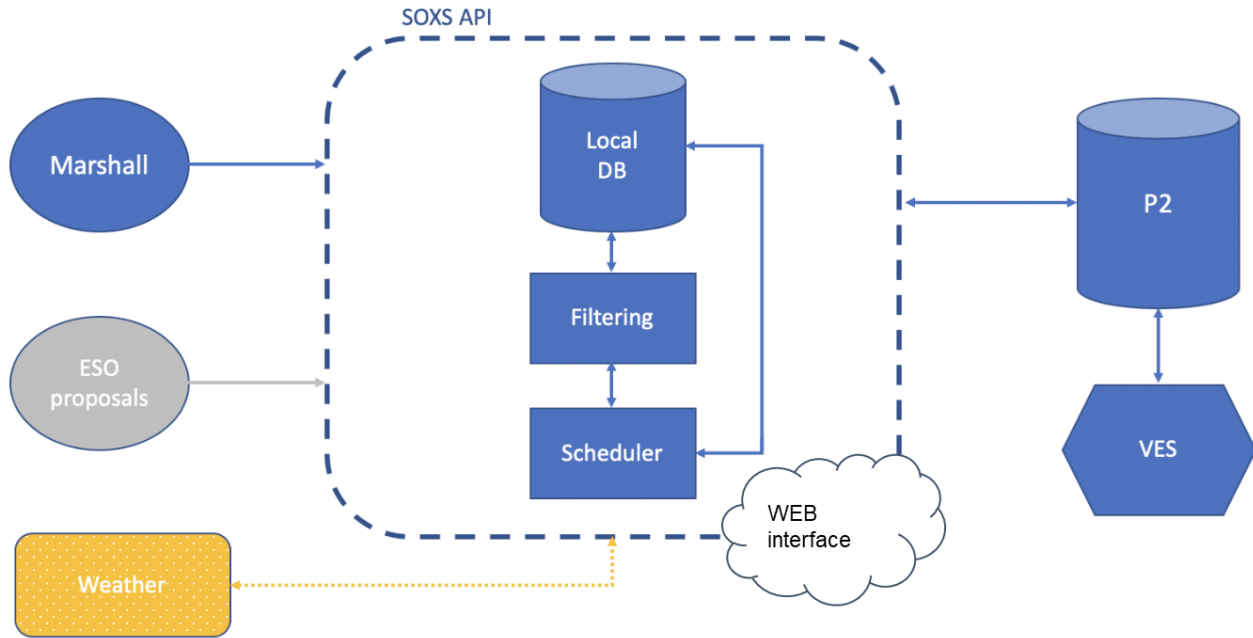 SOXS API
Marshall
Local
DB
P2
Filtering
ESO
proposals
Scheduler
VES
WEB
interface
Weather